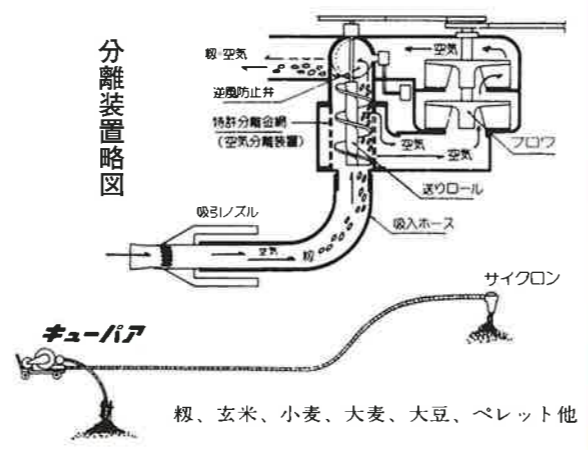 分離装置略図
籾・空気
空気
逆風防止弁
特許分離金網
(空気分離装置)
空気
空気
ブロワ
送りロール
吸引ノズル
吸入ホース
空気
籾
サイクロン
キューパア
籾、玄米、小麦、大麦、大豆、ペレット他